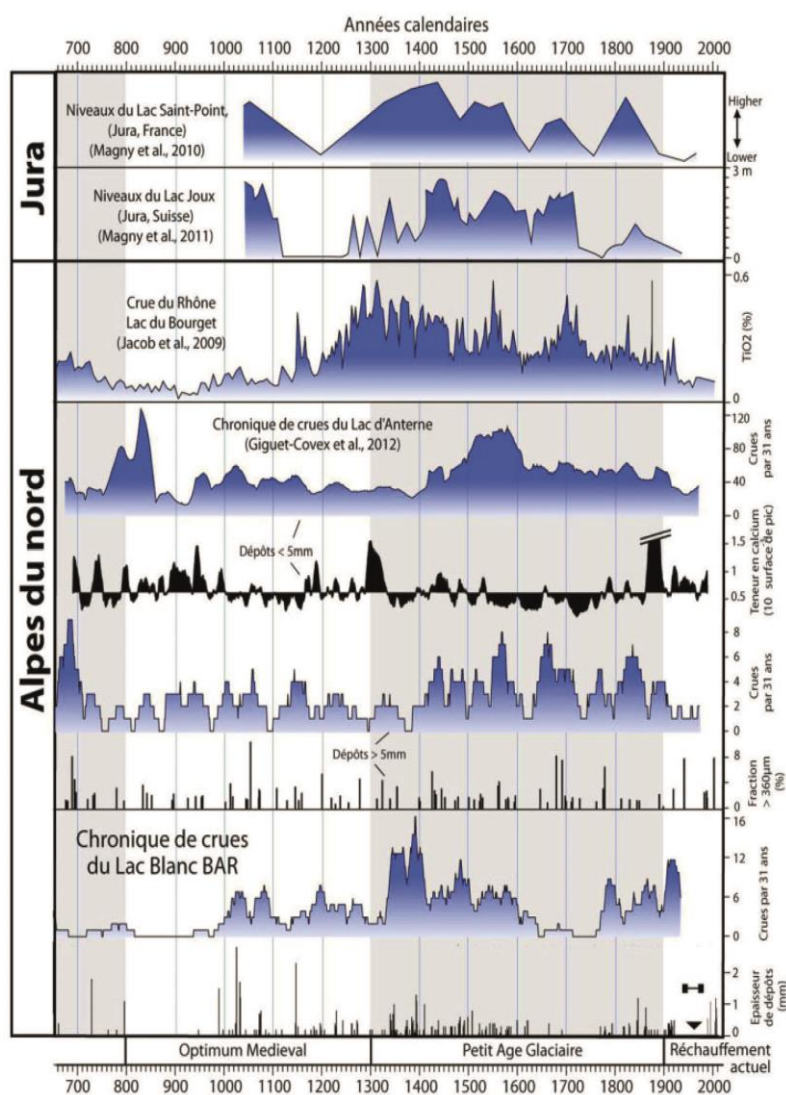 Années calendaires
700 800 900 1000 1100 1200 1300 1400 1500 1600 1700 1800 1900 2000
Jura
Niveaux du Lac Saint-Point,
(Jura, France)
(Magny et al., 2010)
Higher
Lower
Niveaux du Lac Joux
(Jura, Suisse)
(Magny et al., 2011)
3 m
0
Alpes du nord
Crue du Rhône
Lac du Bourget
(Jacob et al., 2009)
0.6
0
TiO2 (%)
Chronique de crues du Lac d'Anterne
(Giguet-Covex et al., 2012)
120
80
40
0
Crues
par 31 ans
Dépôts < 5mm
1.5
1
0.5
Teneur en calcium
(10 surface de pic)
8
6
4
2
0
Crues
par 31 ans
Dépôts > 5mm
8
0
Fraction
> 360µm
(%)
Chronique de crues
du Lac Blanc BAR
16
12
6
0
Crues par 31 ans
2
1
0
Epaisseur
de dépôts
(mm)
Optimum Medieval
Petit Age Glaciaire
Réchauffement
actuel
700 800 900 1000 1100 1200 1300 1400 1500 1600 1700 1800 1900 2000